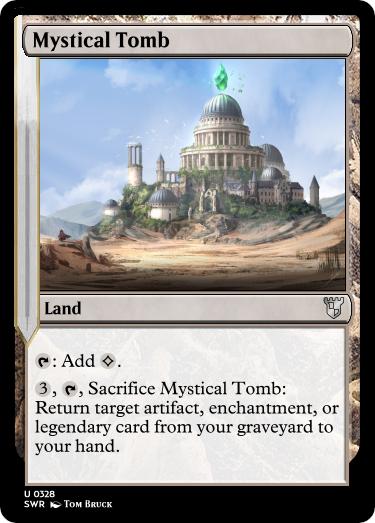 Mystical Tomb
Land
: Add .
3, , Sacrifice Mystical Tomb:
Return target artifact, enchantment, or
legendary card from your graveyard to
your hand.
U 0328
SWR Tom Bruck